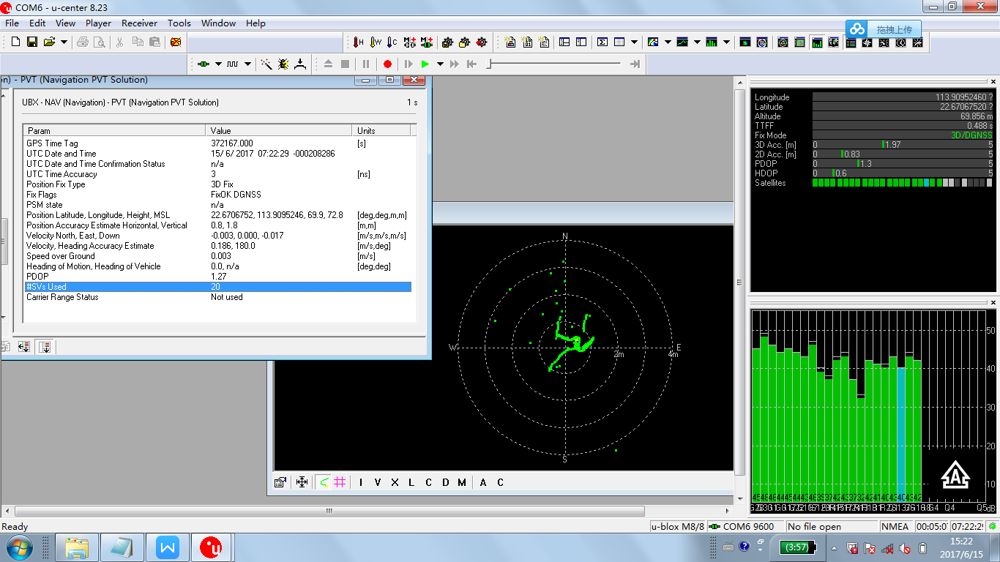 COM6 - u-center 8.23
File Edit View Player Receiver Tools Window Help
拖拽上传
on) - PVT (Navigation PVT Solution)
UBX - NAV (Navigation) - PVT (Navigation PVT Solution) 1 s
Param Value Units
GPS Time Tag 372167.000 [s]
UTC Date and Time 15/ 6/ 2017 07:22:29 -000208286
UTC Date and Time Confirmation Status n/a
UTC Time Accuracy 3 [ns]
Position Fix Type 3D Fix
Fix Flags FixOK DGNSS
PSM state n/a
Position Latitude, Longitude, Height, MSL 22.6706752, 113.9095246, 69.9, 72.8 [deg,deg,m,m]
Position Accuracy Estimate Horizontal, Vertical 0.8, 1.8 [m,m]
Velocity North, East, Down -0.003, 0.000, -0.017 [m/s,m/s,m/s]
Velocity, Heading Accuracy Estimate 0.186, 180.0 [m/s,deg]
Speed over Ground 0.003 [m/s]
Heading of Motion, Heading of Vehicle 0.0, n/a [deg,deg]
PDOP 1.27
#SVs Used 20
Carrier Range Status Not used
N
W E
2m 4m
S
I V X L C D M A C
Longitude 113.90952460 ?
Latitude 22.67067520 ?
Altitude 69.856 m
TTFF 0.488 s
Fix Mode 3D/DGNSS
3D Acc. [m] 0 1.97 5
2D Acc. [m] 0 0.83 5
PDOP 0 1.3 5
HDOP 0 0.6 5
Satellites
50
40
30
20
10
dB
Ready u-blox M8/8 COM6 9600 No file open NMEA 00:05:0 07:22:29
(3:57)
15:22
2017/6/15